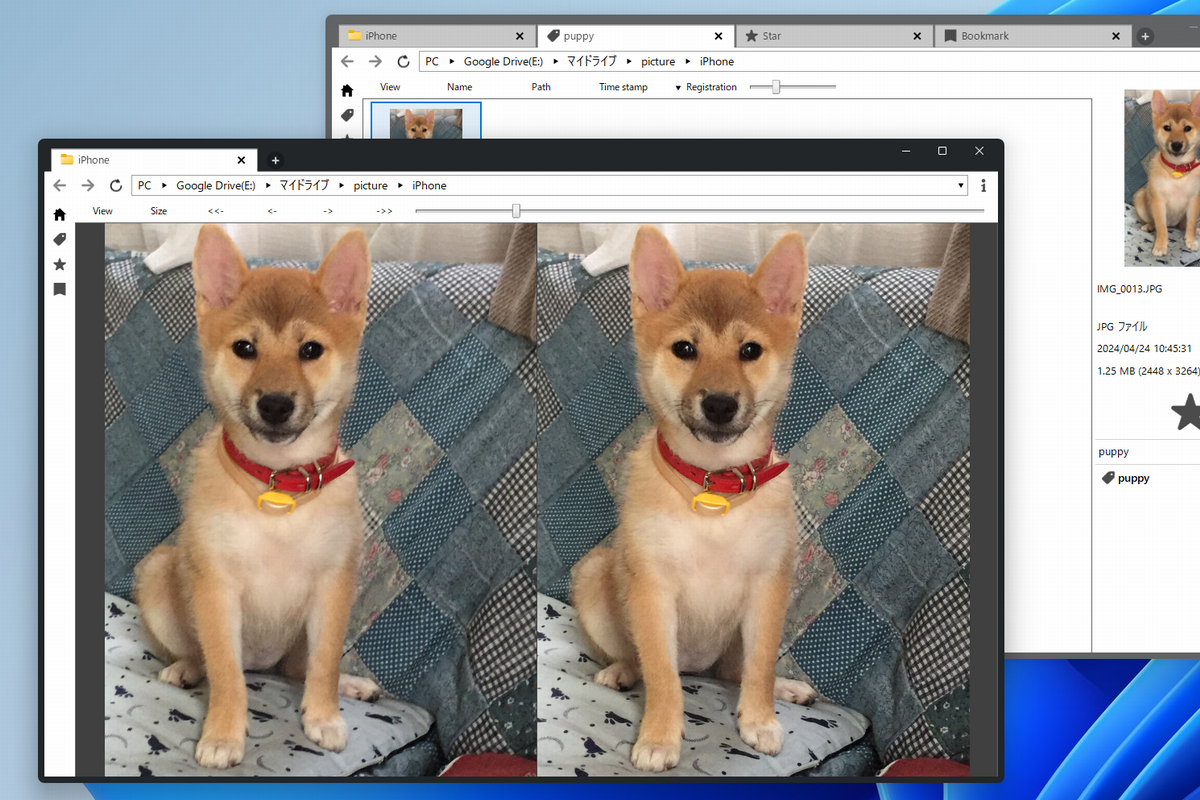 iPhone
puppy
Star
Bookmark
PC Google Drive(E:) マイドライブ picture iPhone
View Name Path Time stamp Registration
iPhone
PC Google Drive(E:) マイドライブ picture iPhone
View Size <<- <- -> ->>
IMG_0013.JPG
JPG ファイル
2024/04/24 10:45:31
1.25 MB (2448 x 3264)
puppy
puppy